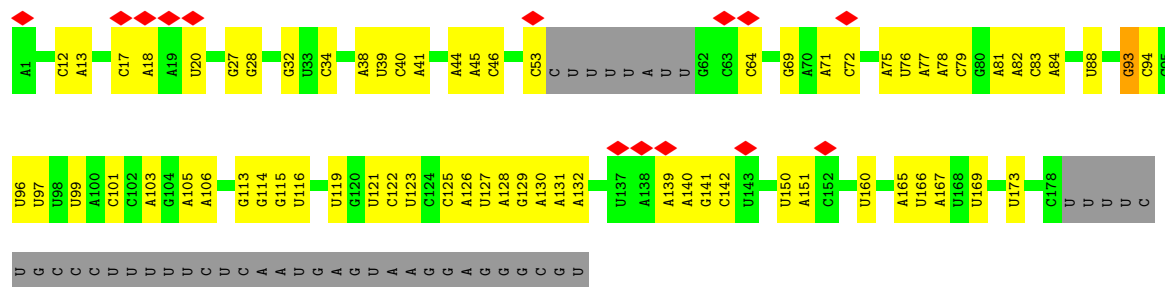 A1 C12 A13 C17 A18 A19 U20 G27 G28 G32 U33 C34 A38 U39 C40 A41 A44 A45 C46 C53 C U U U U A U U G62 C63 C64 G69 A70 A71 C72 A75 U76 A77 A78 C79 G80 A81 A82 C83 A84 U88 G93 C94 G95
U96 U97 U98 U99 A100 C101 C102 A103 G104 A105 A106 G113 G114 G115 U116 U119 G120 U121 C122 U123 C124 C125 A126 U127 A128 G129 A130 A131 A132 U137 A138 A139 A140 G141 C142 U143 U150 A151 C152 U160 A165 U166 A167 U168 U169 U173 C178 U U U U C
U G C C C U U U U U C U C A A U G A G U A A G G A G G G C G U